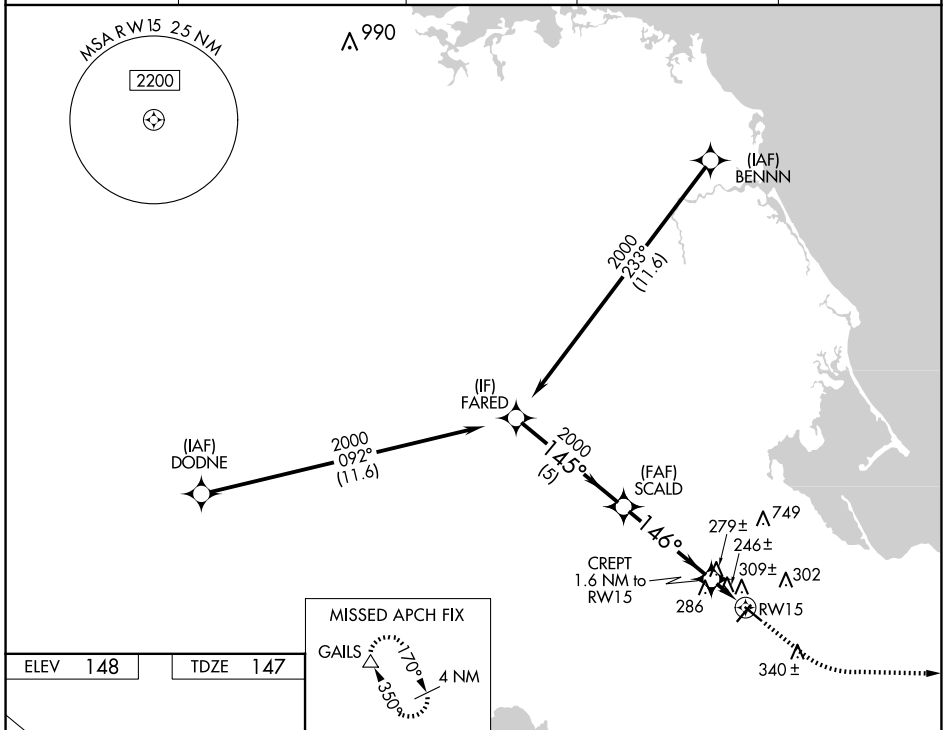 MSA RW15 25 NM
2200
990
(IAF)
BENNN
2000
233°
(11.6)
(IF)
FARED
(IAF)
DODNE
2000
092°
(11.6)
2000
145°
(5)
(FAF)
SCALD
146°
749
279±
246±
309±
302
CREPT
1.6 NM to
RW15
286
RW15
340±
MISSED APCH FIX
GAILS
170°
350°
4 NM
ELEV 148
TDZE 147